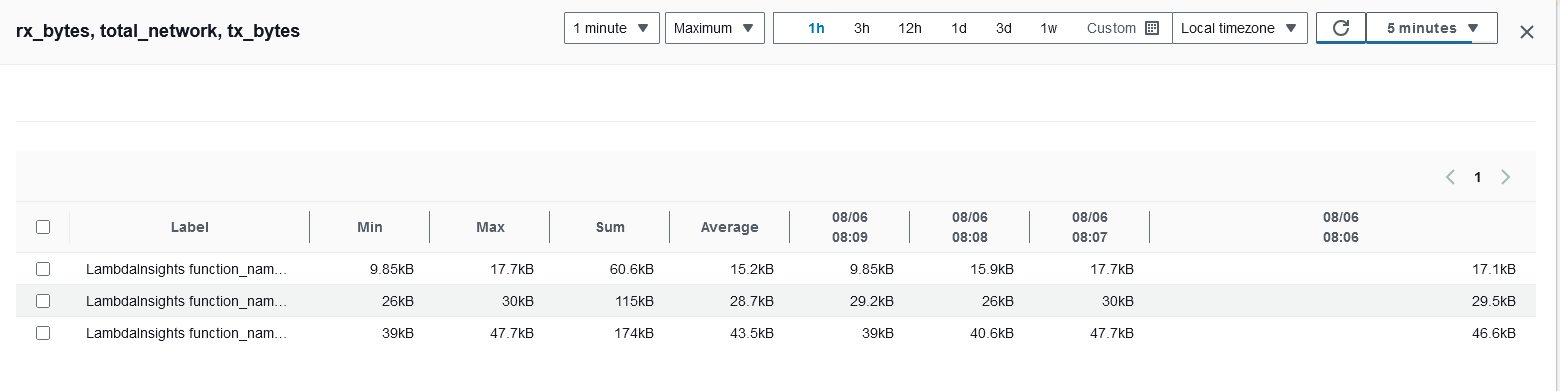 rx_bytes, total_network, tx_bytes 1 minute Maximum 1h 3h 12h 1d 3d 1w Custom Local timezone 5 minutes
1
Label Min Max Sum Average 08/06 08:09 08/06 08:08 08/06 08:07 08/06 08:06
LambdaInsights function_nam... 9.85kB 17.7kB 60.6kB 15.2kB 9.85kB 15.9kB 17.7kB 17.1kB
LambdaInsights function_nam... 26kB 30kB 115kB 28.7kB 29.2kB 26kB 30kB 29.5kB
LambdaInsights function_nam... 39kB 47.7kB 174kB 43.5kB 39kB 40.6kB 47.7kB 46.6kB